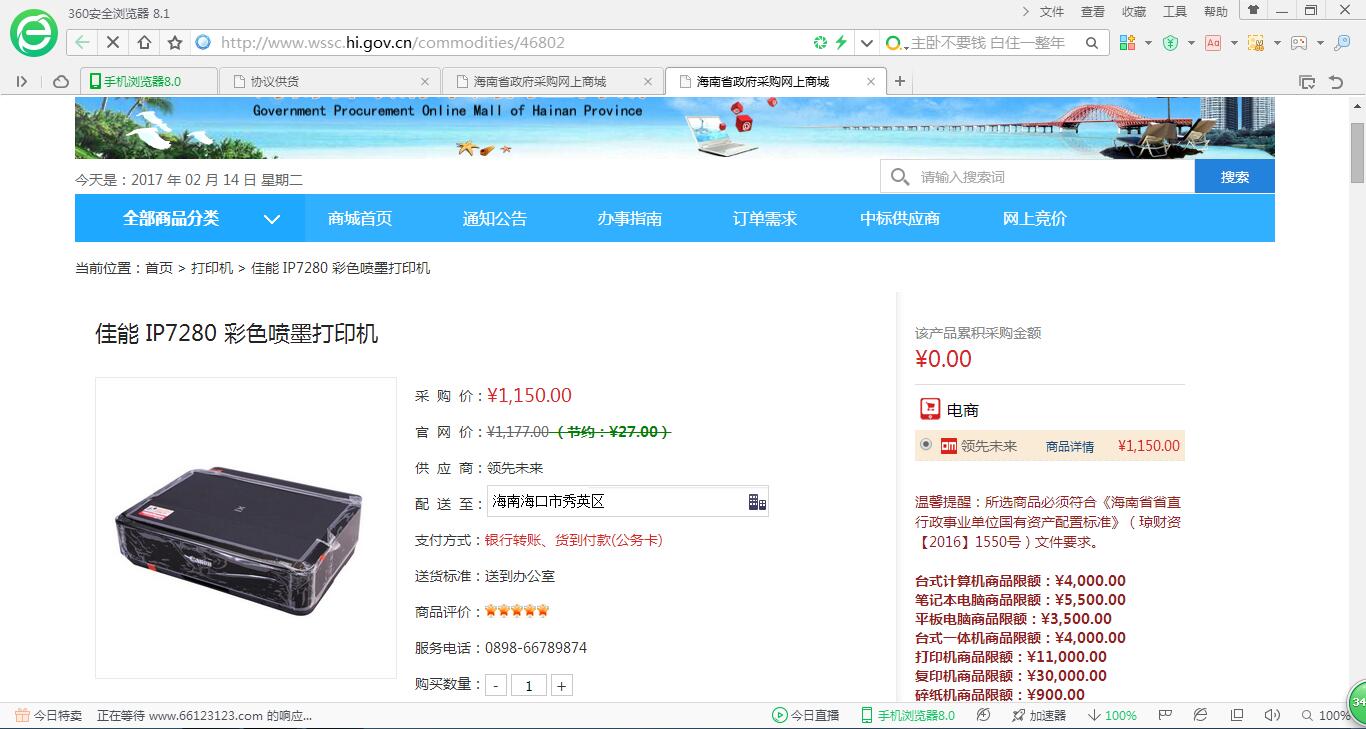 360安全浏览器 8.1
文件 查看 收藏 工具 帮助
http://www.wssc.hi.gov.cn/commodities/46802
主卧不要钱 白住一整年
手机浏览器8.0
协议供货
海南省政府采购网上商城
海南省政府采购网上商城
Government Procurement Online Mall of Hainan Province
今天是：2017 年 02 月 14 日 星期二
请输入搜索词
搜索
全部商品分类 商城首页 通知公告 办事指南 订单需求 中标供应商 网上竞价
当前位置：首页 > 打印机 > 佳能 IP7280 彩色喷墨打印机
佳能 IP7280 彩色喷墨打印机
Canon
采 购 价：¥1,150.00
官 网 价：¥1,177.00（节约：¥27.00）
供 应 商：领先未来
配 送 至：海南海口市秀英区
支付方式：银行转账、货到付款(公务卡)
送货标准：送到办公室
商品评价：
服务电话：0898-66789874
购买数量：- 1 +
该产品累积采购金额
¥0.00
电商
领先未来 商品详情 ¥1,150.00
温馨提醒：所选商品必须符合《海南省省直
行政事业单位国有资产配置标准》（琼财资
【2016】1550号）文件要求。
台式计算机商品限额：¥4,000.00
笔记本电脑商品限额：¥5,500.00
平板电脑商品限额：¥3,500.00
台式一体机商品限额：¥4,000.00
打印机商品限额：¥11,000.00
复印机商品限额：¥30,000.00
碎纸机商品限额：¥900.00
34
今日特卖 正在等待 www.66123123.com 的响应...
今日直播 手机浏览器8.0 加速器 100% 100%